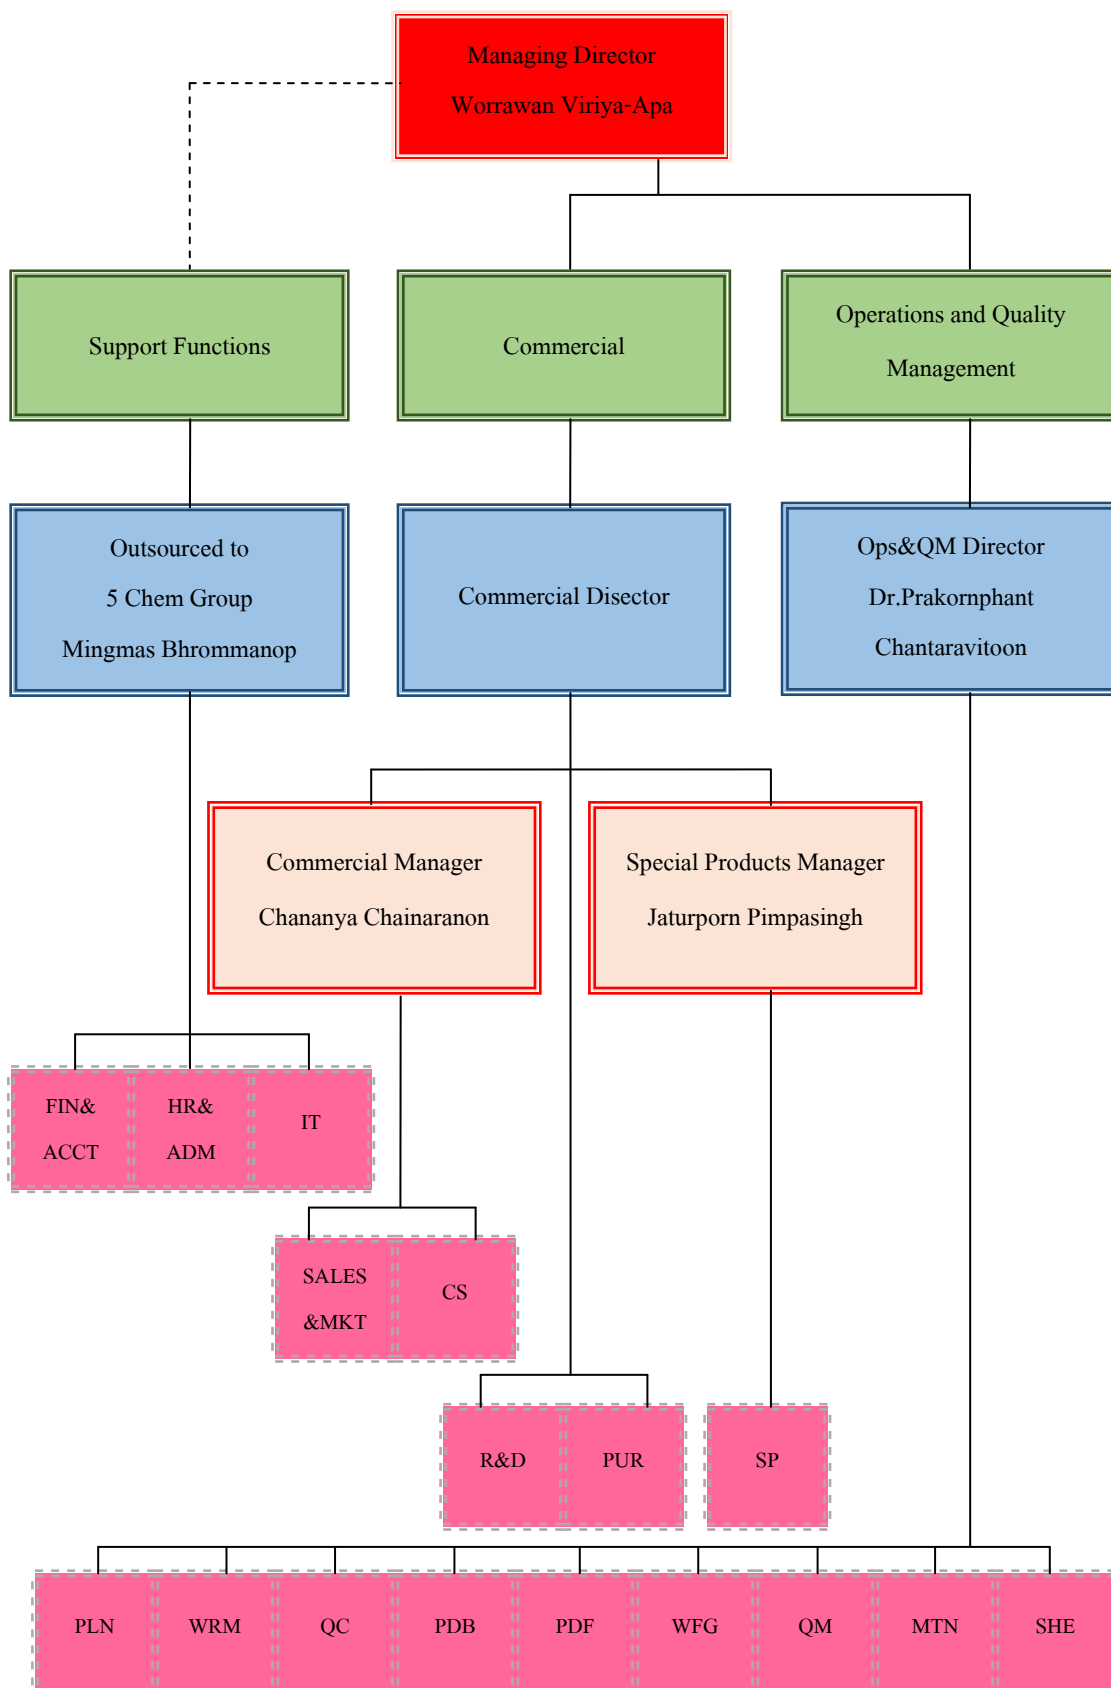 Managing Director
Worrawan Viriya-Apa
Support Functions
Commercial
Operations and Quality
Management
Outsourced to
5 Chem Group
Mingmas Bhrommanop
Commercial Disector
Ops&QM Director
Dr.Prakornphant
Chantaravitoon
Commercial Manager
Chananya Chainaranon
Special Products Manager
Jaturporn Pimpasingh
FIN&
ACCT
HR&
ADM
IT
SALES
&MKT
CS
R&D
PUR
SP
PLN
WRM
QC
PDB
PDF
WFG
QM
MTN
SHE